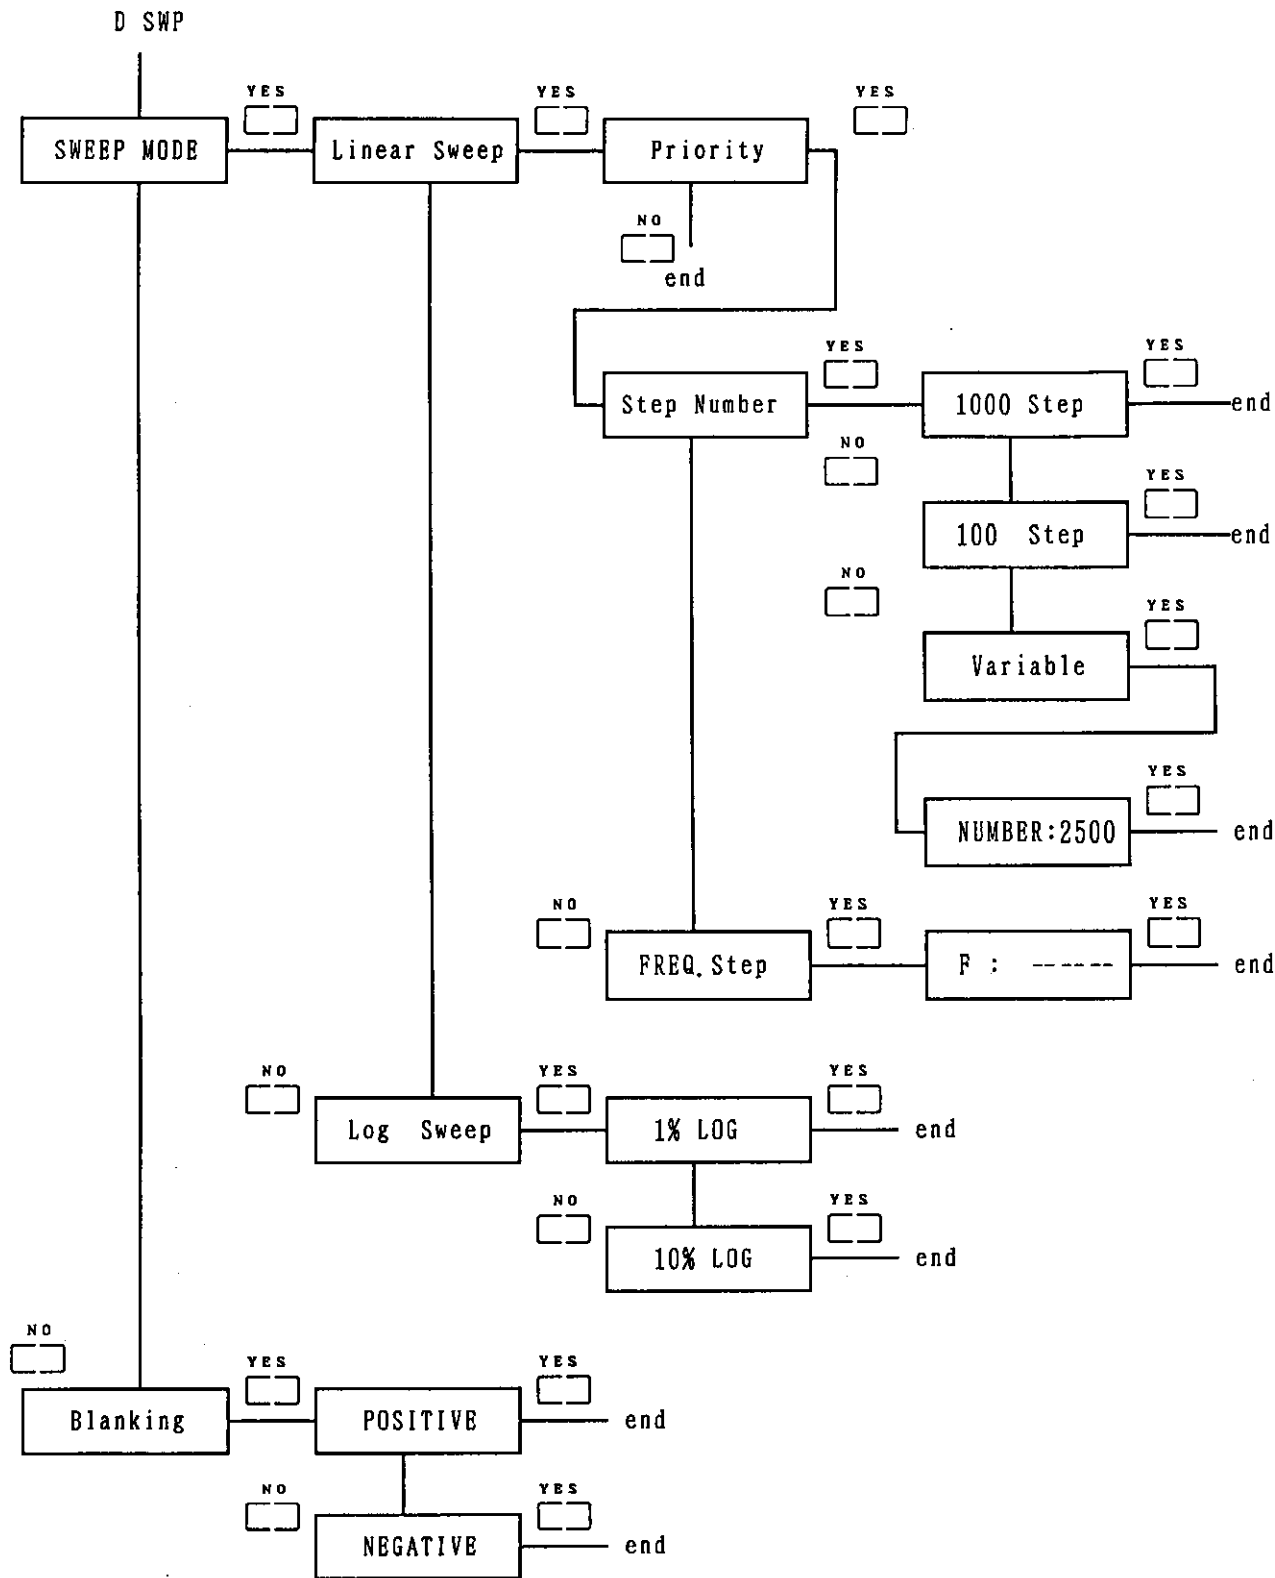 D SWP
YES YES YES
SWEEP MODE Linear Sweep Priority
NO
end
YES YES
Step Number 1000 Step end
NO
YES
100 Step end
NO
YES
Variable
YES
NUMBER:2500 end
NO YES YES
FREQ.Step F : ------ end
NO YES YES
Log Sweep 1% LOG end
NO YES
10% LOG end
NO
YES YES
Blanking POSITIVE end
NO YES
NEGATIVE end